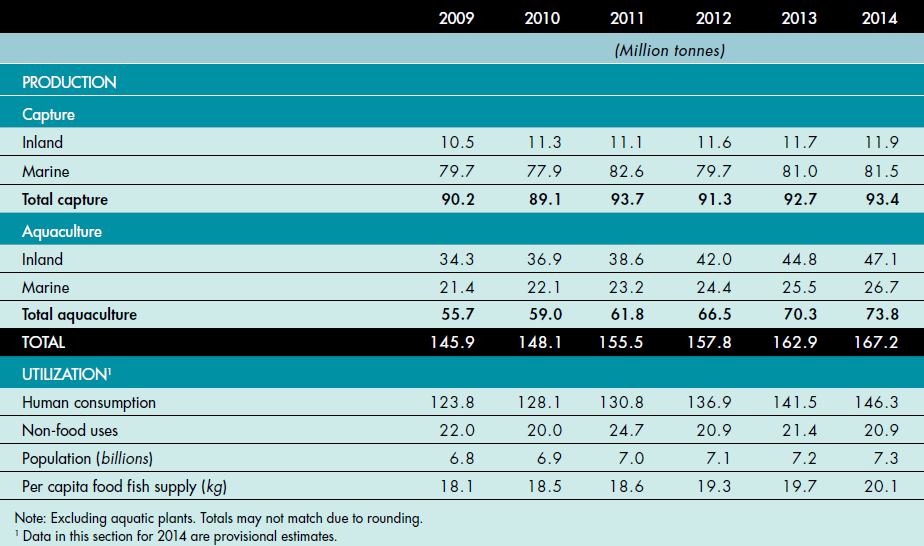 2009 2010 2011 2012 2013 2014
(Million tonnes)
PRODUCTION
Capture
Inland 10.5 11.3 11.1 11.6 11.7 11.9
Marine 79.7 77.9 82.6 79.7 81.0 81.5
Total capture 90.2 89.1 93.7 91.3 92.7 93.4
Aquaculture
Inland 34.3 36.9 38.6 42.0 44.8 47.1
Marine 21.4 22.1 23.2 24.4 25.5 26.7
Total aquaculture 55.7 59.0 61.8 66.5 70.3 73.8
TOTAL 145.9 148.1 155.5 157.8 162.9 167.2
UTILIZATION¹
Human consumption 123.8 128.1 130.8 136.9 141.5 146.3
Non-food uses 22.0 20.0 24.7 20.9 21.4 20.9
Population (billions) 6.8 6.9 7.0 7.1 7.2 7.3
Per capita food fish supply (kg) 18.1 18.5 18.6 19.3 19.7 20.1
Note: Excluding aquatic plants. Totals may not match due to rounding.
¹ Data in this section for 2014 are provisional estimates.